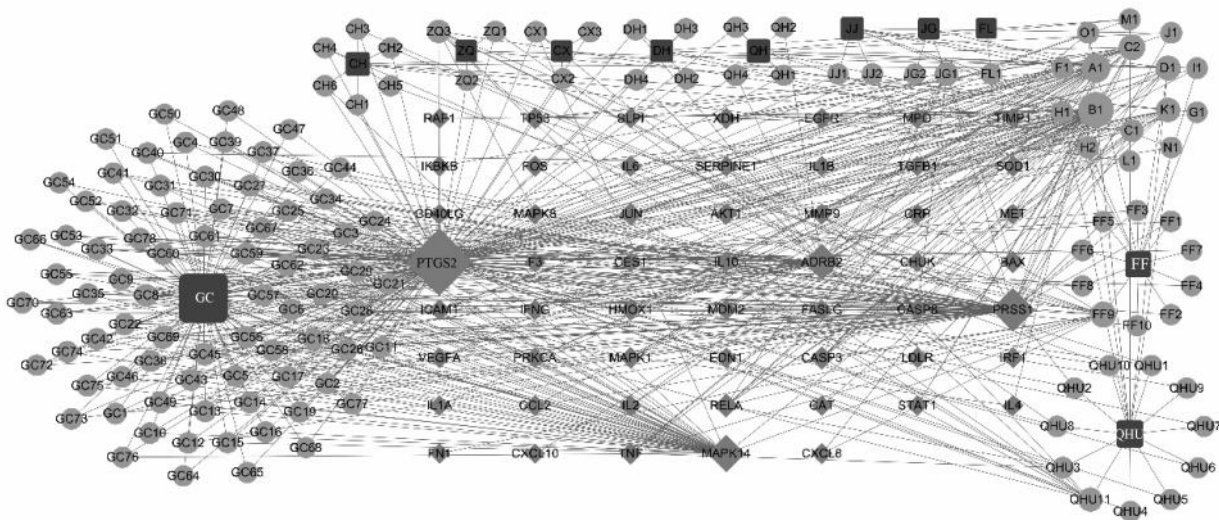 CH3 ZQ3 ZQ1 CX1 CX3 DH1 DH3 QH3 QH2 JJ JG FL M1
CH4 CH2 O1 C2 J1
CH ZQ CX DH QH
CH6 CH5 ZQ2 CX2 DH4 DH2 QH4 QH1 JJ1 JJ2 JG2 JG1 FL1 F1 A1 D1 I1
CH1
GC50 GC48 RAF1 TP53 SLPI XDH EGFR MPO TIMP1 H1 B1 K1 G1
GC51 GC4 GC39 GC47 C1
GC40 GC37 H2 N1
GC41 GC36 GC44 IKBKB FOS IL6 SERPINE1 IL1B TGFB1 SOD1 L1
GC54 GC31 GC30 GC27 GC34
GC52 GC32 GC71 GC7 GC25 GC24 CD40LG MAPK8 JUN AKT1 MMP9 CRP MET FF5 FF3 FF1
GC66 GC53 GC78 GC61 GC67 GC3
GC33 GC60 GC59 GC23 FF6 FF7
GC55 GC9 GC62 GC29 PTGS2 F3 CES1 IL10 ADRB2 CHUK BAX FF
GC35 GC8 GC57 GC20 GC21 FF8 FF4
GC70 GC63 GC GC6 GC28 ICAM1 IFNG HMOX1 MDM2 FASLG CASP8 PRSS1 FF9 FF2
GC22 FF10
GC42 GC69 GC56 GC18
GC72 GC74 GC38 GC45 GC58 GC26 GC11 VEGFA PRKCA MAPK1 EDN1 CASP3 LDLR IRF1 QHU10 QHU1
GC75 GC46 GC43 GC5 GC17 GC2 QHU2 QHU9
GC73 GC1 GC49 GC13 GC14 GC19 GC77 IL1A CCL2 IL2 RELA CAT STAT1 IL4
GC10 GC12 GC15 GC16 QHU8 QHU QHU7
GC76 GC68 FN1 CXCL10 TNF MAPK14 CXCL8
GC64 GC65 QHU3 QHU6
QHU11 QHU4 QHU5